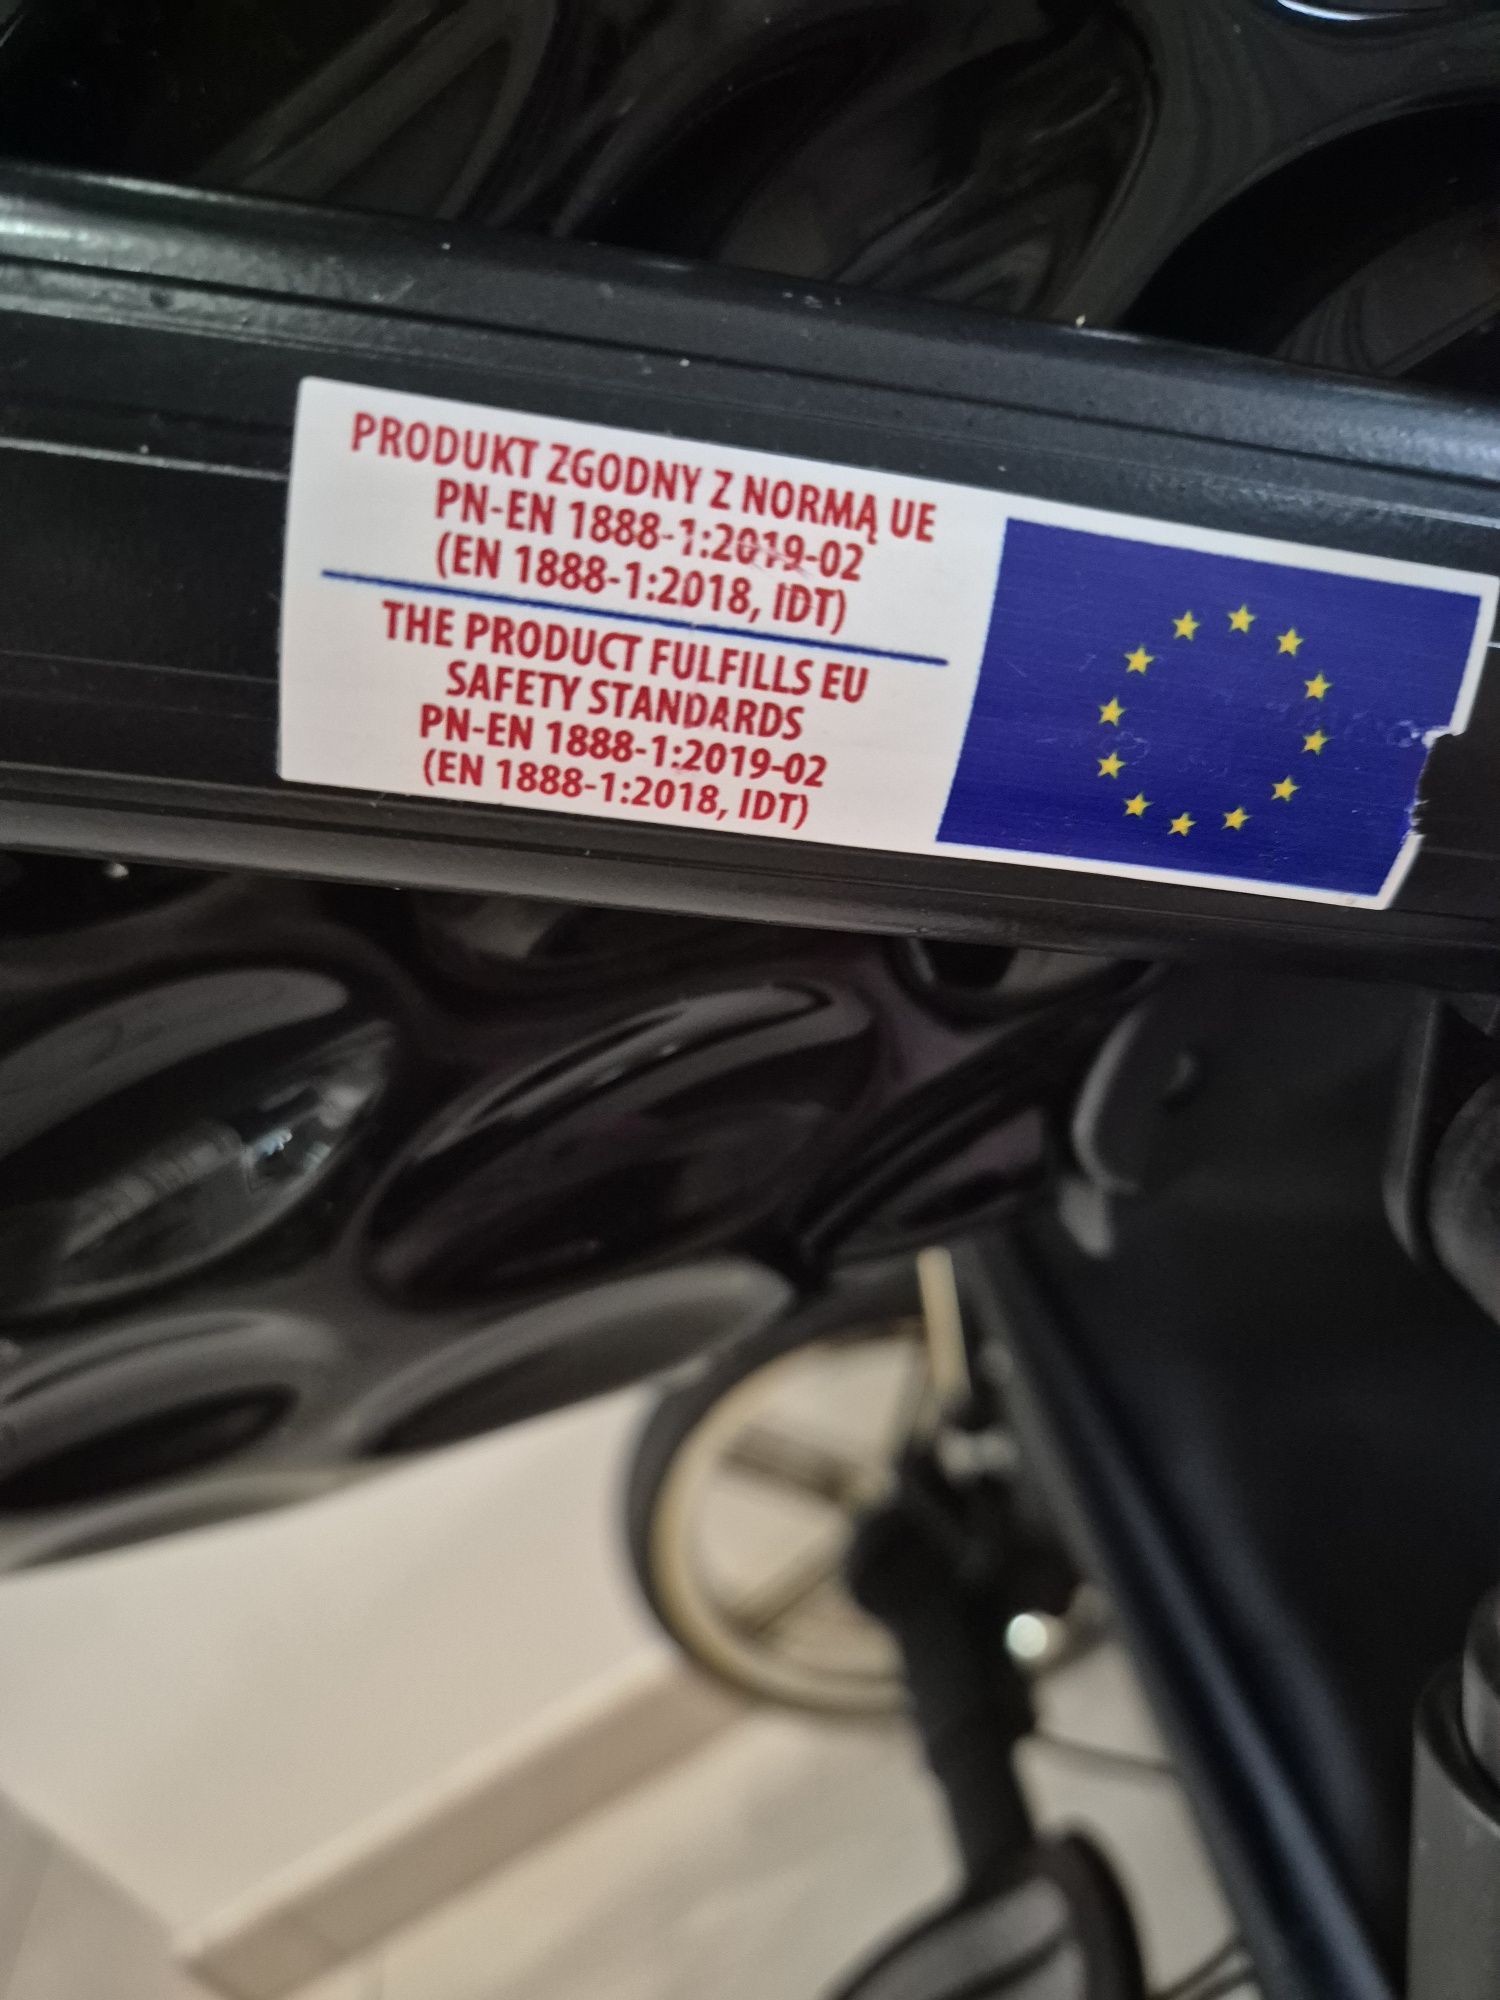 PRODUKT ZGODNY Z NORMĄ UE
PN-EN 1888-1:2019-02
(EN 1888-1:2018, IDT)
THE PRODUCT FULFILLS EU
SAFETY STANDARDS
PN-EN 1888-1:2019-02
(EN 1888-1:2018, IDT)